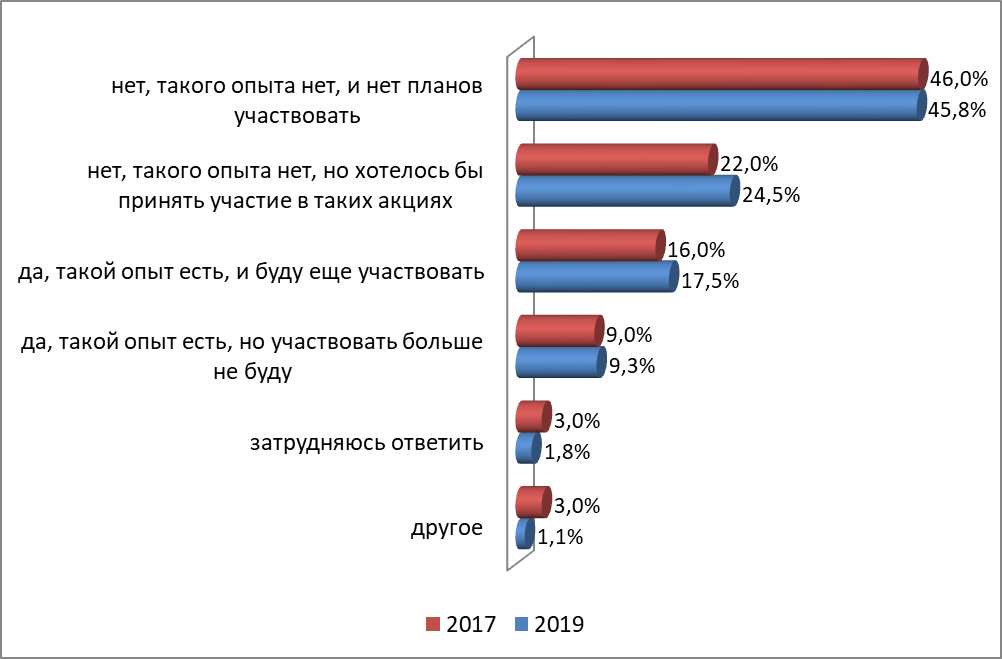 нет, такого опыта нет, и нет планов
участвовать
46,0%
45,8%
нет, такого опыта нет, но хотелось бы
принять участие в таких акциях
22,0%
24,5%
да, такой опыт есть, и буду еще участвовать
16,0%
17,5%
да, такой опыт есть, но участвовать больше
не буду
9,0%
9,3%
затрудняюсь ответить
3,0%
1,8%
другое
3,0%
1,1%
2017 2019